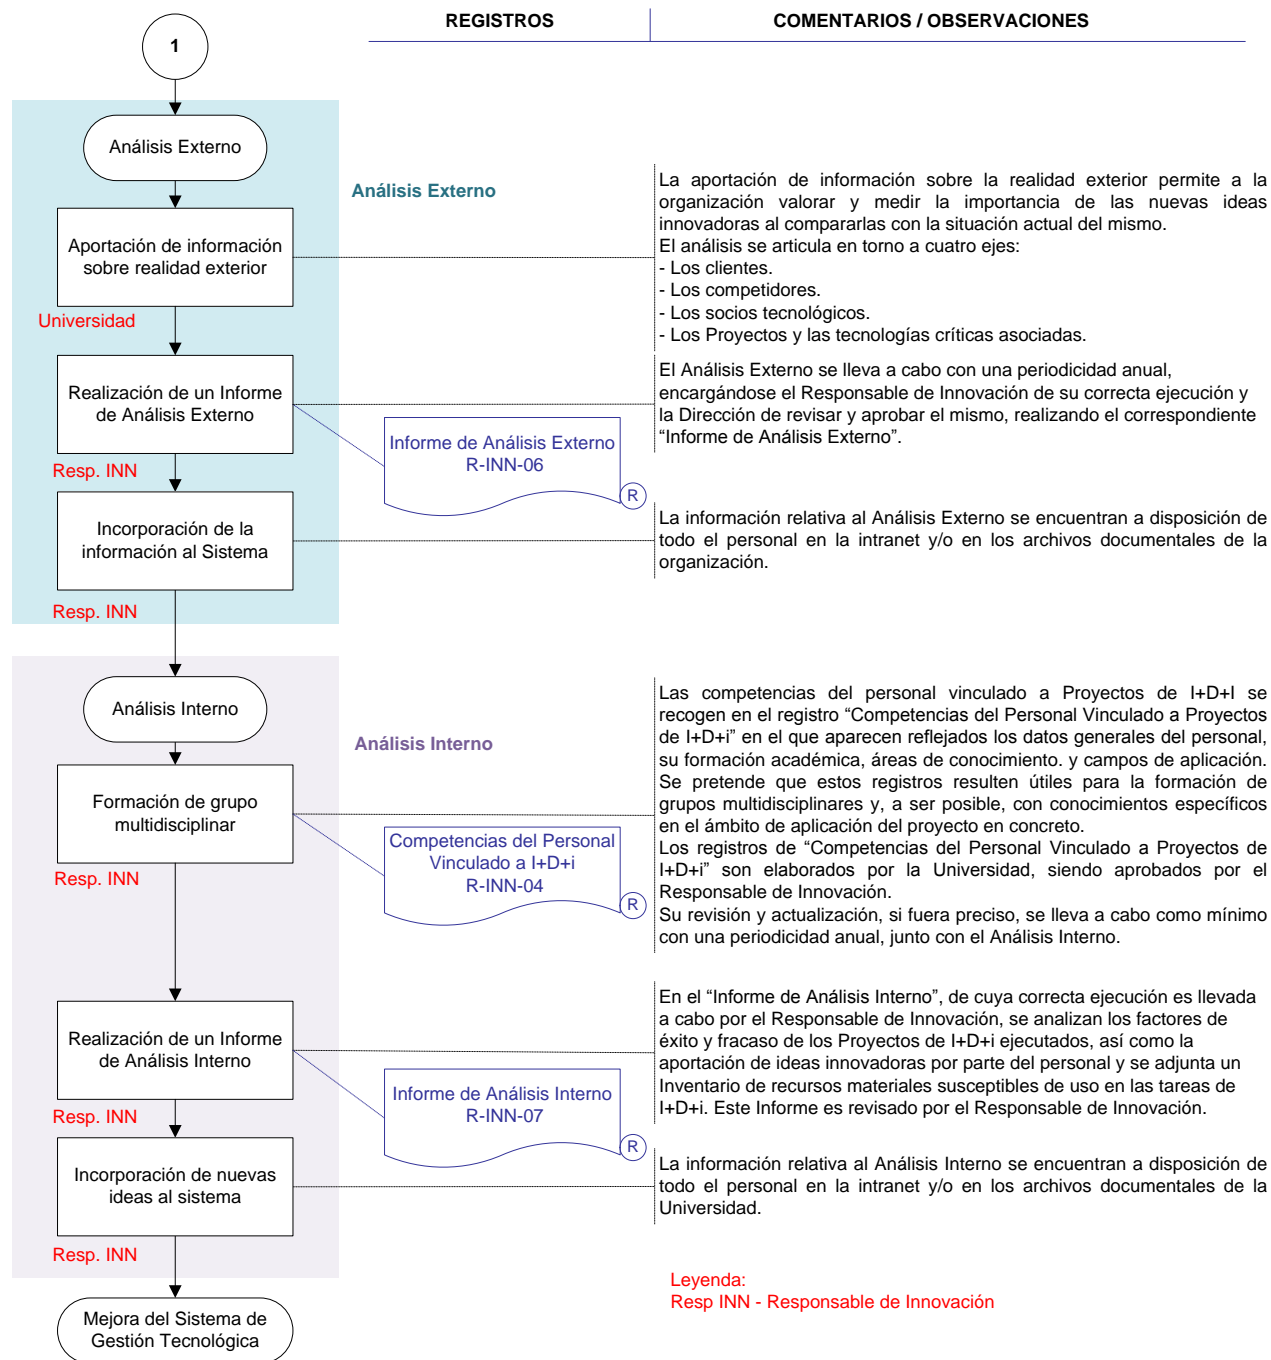 REGISTROS
COMENTARIOS / OBSERVACIONES
1
Análisis Externo
Análisis Externo
Aportación de información
sobre realidad exterior
Universidad
La aportación de información sobre la realidad exterior permite a la
organización valorar y medir la importancia de las nuevas ideas
innovadoras al compararlas con la situación actual del mismo.
El análisis se articula en torno a cuatro ejes:
- Los clientes.
- Los competidores.
- Los socios tecnológicos.
- Los Proyectos y las tecnologías críticas asociadas.
Realización de un Informe
de Análisis Externo
Resp. INN
Informe de Análisis Externo
R-INN-06
R
El Análisis Externo se lleva a cabo con una periodicidad anual,
encargándose el Responsable de Innovación de su correcta ejecución y
la Dirección de revisar y aprobar el mismo, realizando el correspondiente
“Informe de Análisis Externo”.
Incorporación de la
información al Sistema
Resp. INN
La información relativa al Análisis Externo se encuentran a disposición de
todo el personal en la intranet y/o en los archivos documentales de la
organización.
Análisis Interno
Análisis Interno
Formación de grupo
multidisciplinar
Resp. INN
Competencias del Personal
Vinculado a I+D+i
R-INN-04
R
Las competencias del personal vinculado a Proyectos de I+D+I se
recogen en el registro “Competencias del Personal Vinculado a Proyectos
de I+D+i” en el que aparecen reflejados los datos generales del personal,
su formación académica, áreas de conocimiento. y campos de aplicación.
Se pretende que estos registros resulten útiles para la formación de
grupos multidisciplinares y, a ser posible, con conocimientos específicos
en el ámbito de aplicación del proyecto en concreto.
Los registros de “Competencias del Personal Vinculado a Proyectos de
I+D+i” son elaborados por la Universidad, siendo aprobados por el
Responsable de Innovación.
Su revisión y actualización, si fuera preciso, se lleva a cabo como mínimo
con una periodicidad anual, junto con el Análisis Interno.
Realización de un Informe
de Análisis Interno
Resp. INN
Informe de Análisis Interno
R-INN-07
R
En el “Informe de Análisis Interno”, de cuya correcta ejecución es llevada
a cabo por el Responsable de Innovación, se analizan los factores de
éxito y fracaso de los Proyectos de I+D+i ejecutados, así como la
aportación de ideas innovadoras por parte del personal y se adjunta un
Inventario de recursos materiales susceptibles de uso en las tareas de
I+D+i. Este Informe es revisado por el Responsable de Innovación.
Incorporación de nuevas
ideas al sistema
Resp. INN
La información relativa al Análisis Interno se encuentran a disposición de
todo el personal en la intranet y/o en los archivos documentales de la
Universidad.
Mejora del Sistema de
Gestión Tecnológica
Leyenda:
Resp INN - Responsable de Innovación